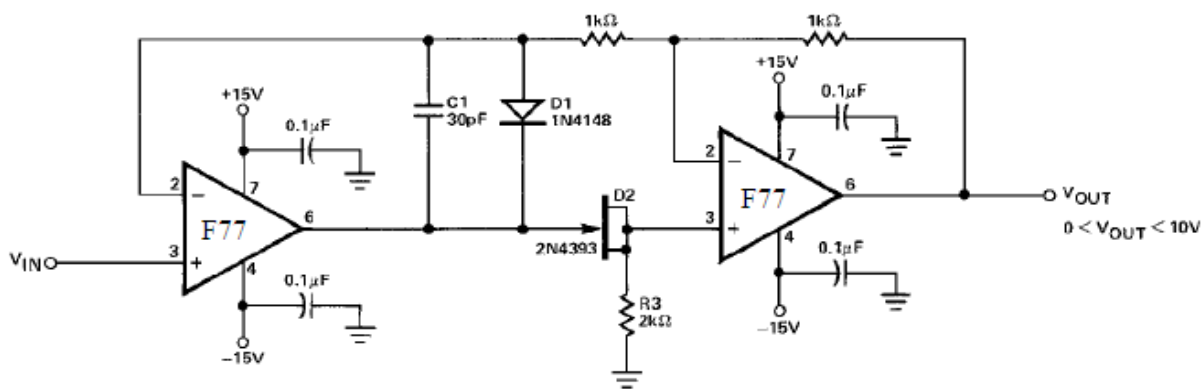 1kΩ
1kΩ
+15V
0.1μF
C1
30pF
D1
1N4148
+15V
0.1μF
2
7
F77
6
3
4
VIN
0.1μF
-15V
D2
2N4393
R3
2kΩ
2
7
F77
6
3
4
VOUT
0 < VOUT < 10V
0.1μF
-15V